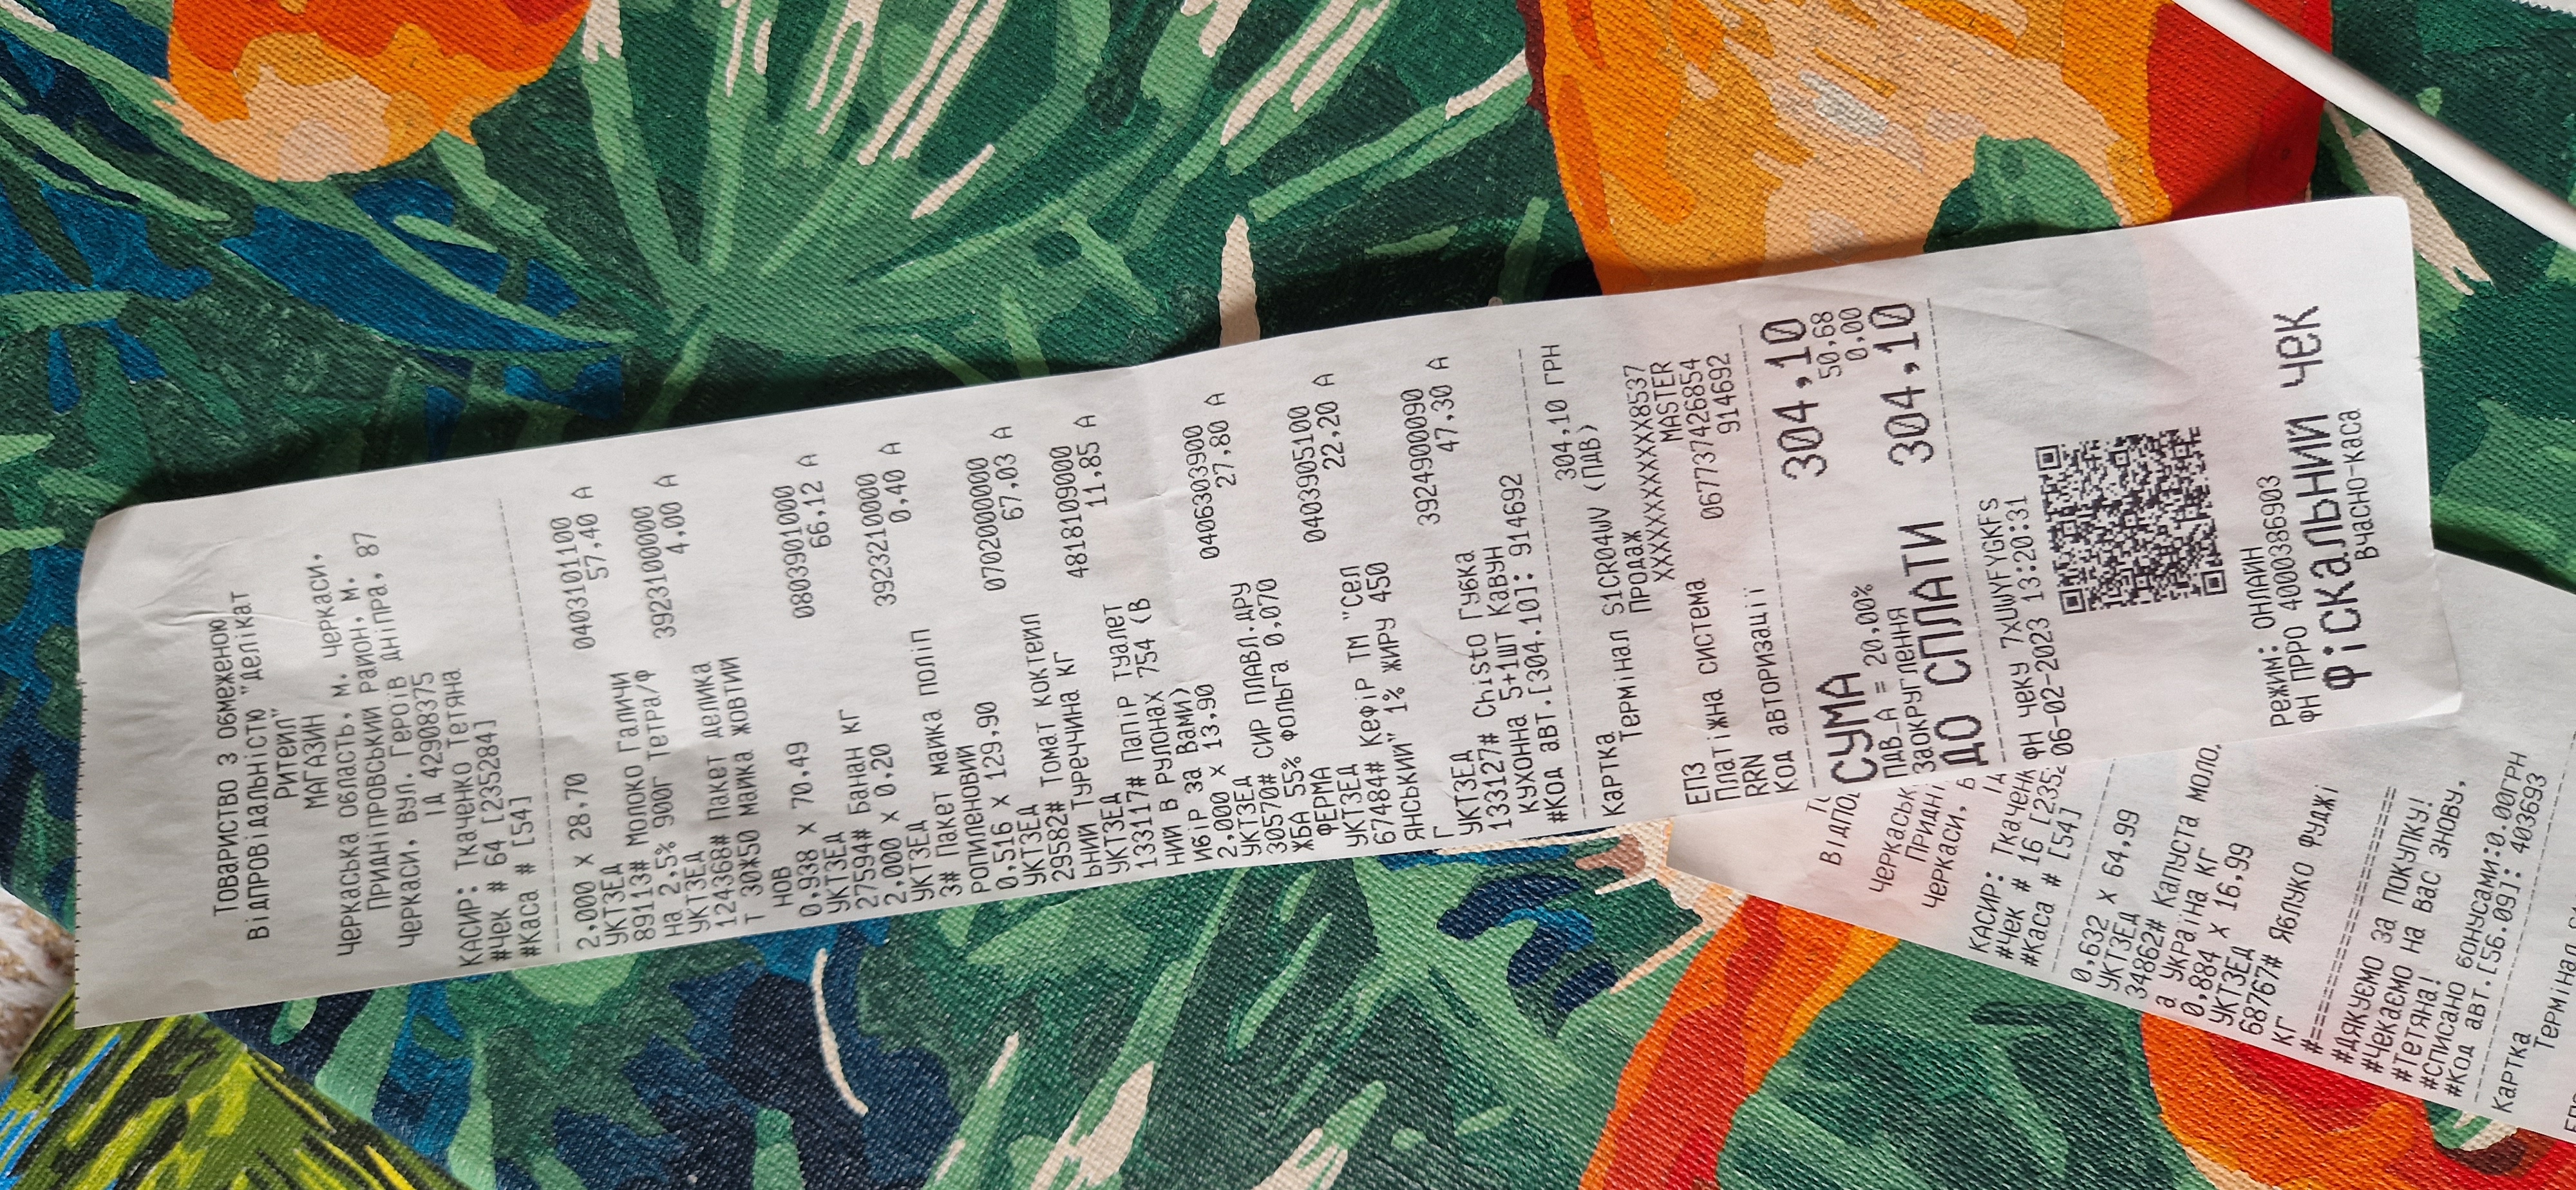 Товариство з обмеженою
відпровідальністю "Делікат
Ритейл"
МАГАЗИН
Черкаська область, м. Черкаси,
Придніпровський район, м.
Черкаси, вул. Героїв Дніпра, 87
ІД 42908375
КАСИР: Ткаченко Тетяна
#Чек # 64 [235284]
#Каса # [54]
2,000 x 28.70
УКТЗЕД 0403101100
89113# Молоко Галичи 57,40 А
на 2,5% 900г Тетра/Ф
УКТЗЕД 3923100000
124368# Пакет делика 4,00 А
т 30Ж50 майка жовтий
НОВ
0,938 x 70.49
УКТЗЕД 0803901000
27594# Банан кг 66,12 А
2,000 x 0.20
УКТЗЕД 3923210000
3# Пакет майка поліп 0,40 А
ропиленовий
0,516 x 129,90
УКТЗЕД 0702000000
29582# Томат коктейл 67,03 А
ьний Туреччина кг
УКТЗЕД 4818109000
133117# Папір туалет 11,85 А
ний в рулонах 754 (В
ибір за Вами)
2,000 x 13,90
УКТЗЕД 0406303900
30570# СИР ПЛАВЛ.ДРУ 27,80 А
ЖБА 55% ФОЛЬГА 0,070
ФЕРМА
УКТЗЕД 0403905100
67484# Кефір ТМ "Сел 22,20 А
янський" 1% жиру 450
г
УКТЗЕД 3924900090
133127# Chisto Губка 47,30 А
кухонна 5+1шт Кавун
#Код авт.[304.10]: 914692
Картка 304,10 ГРН
Термінал S1CR04WV (ПДВ)
Продаж
ХХХХХХХХХХХХХХХ8537
ЕПЗ MASTER
Платіжна система 067737426854
RRN 914692
Код авторизації
СУМА 304,10
ПДВ_А = 20,00% 50,68
Заокруглення 0,00
ДО СПЛАТИ 304,10
ФН чеку 7xUWYFYGKFs
06-02-2023 13:20:31
Режим: ОНЛАЙН
ФН ПРРО 4000386903
Фіскальний чек
Вчасно-каса
Черкаськ
Придні
Черкаси,
КАСИР: Ткачен
#Чек # 16 [2352
#Каса # [54]
0,632 x 64,99
УКТЗЕД
34862# Капуста моло
а Україна кг
0,884 x 16,99
УКТЗЕД
68767# Яблуко Фуджі
кг
#==================
#ДЯКУЄМО ЗА ПОКУПКУ!
#Чекаємо на Вас знову,
#Тетяна!
#Списано бонусами:0.00грн
#Код авт.[56.09]: 403693
Картка
Термінал